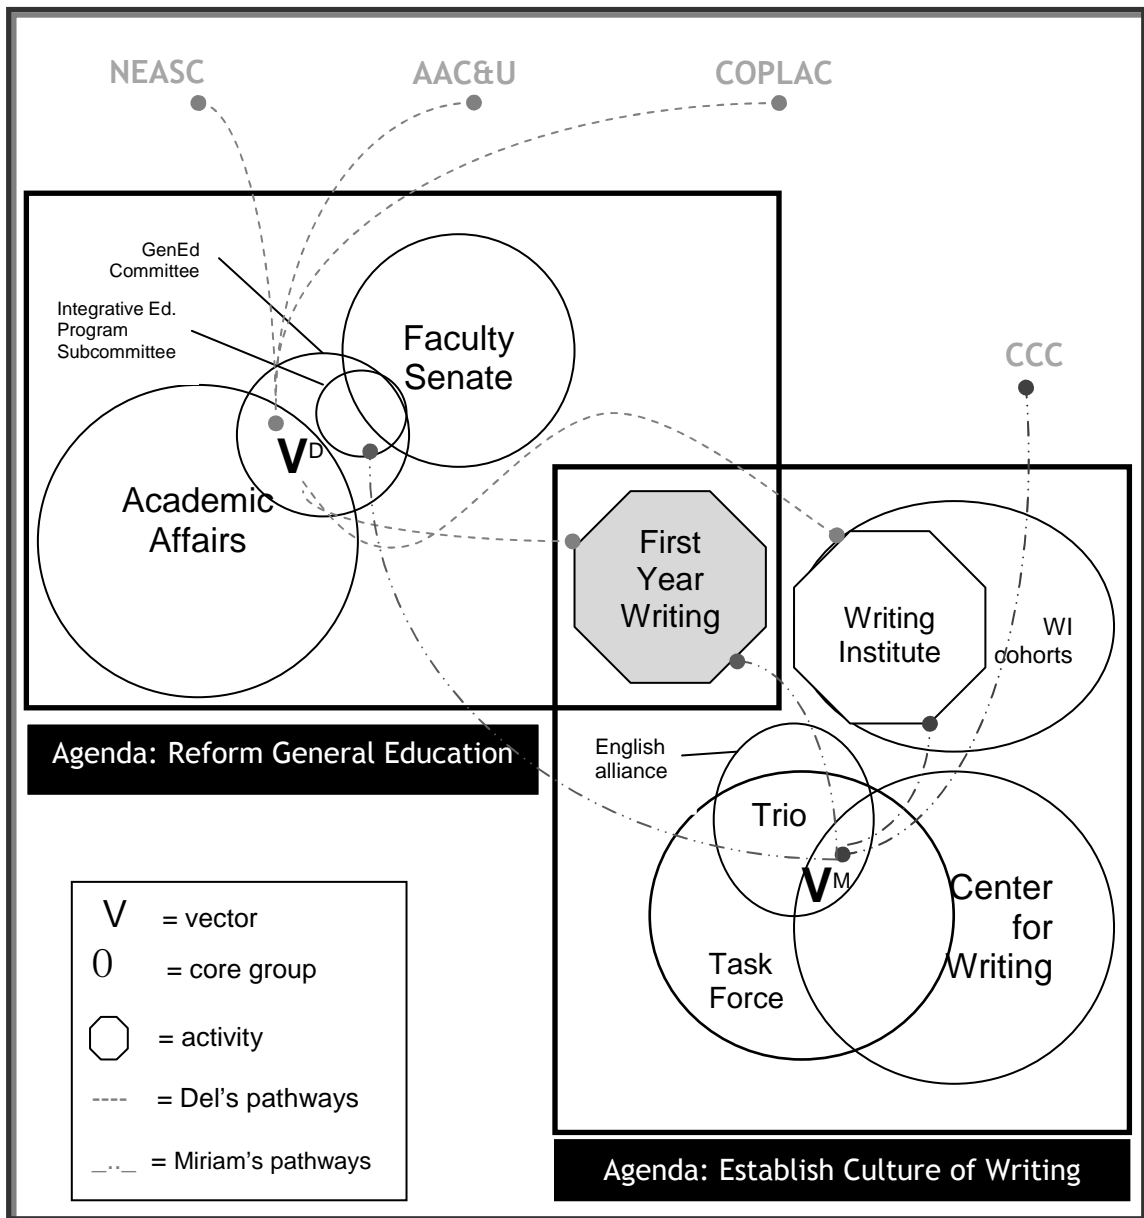 NEASC
AAC&U
COPLAC
GenEd
Committee
Integrative Ed.
Program
Subcommittee
Faculty
Senate
CCC
V D
Academic
Affairs
First
Year
Writing
Writing
Institute
WI
cohorts
Agenda: Reform General Education
English
alliance
Trio
V M
Center
for
Writing
Task
Force
V = vector
0 = core group
= activity
---- = Del's pathways
_.._ = Miriam's pathways
Agenda: Establish Culture of Writing